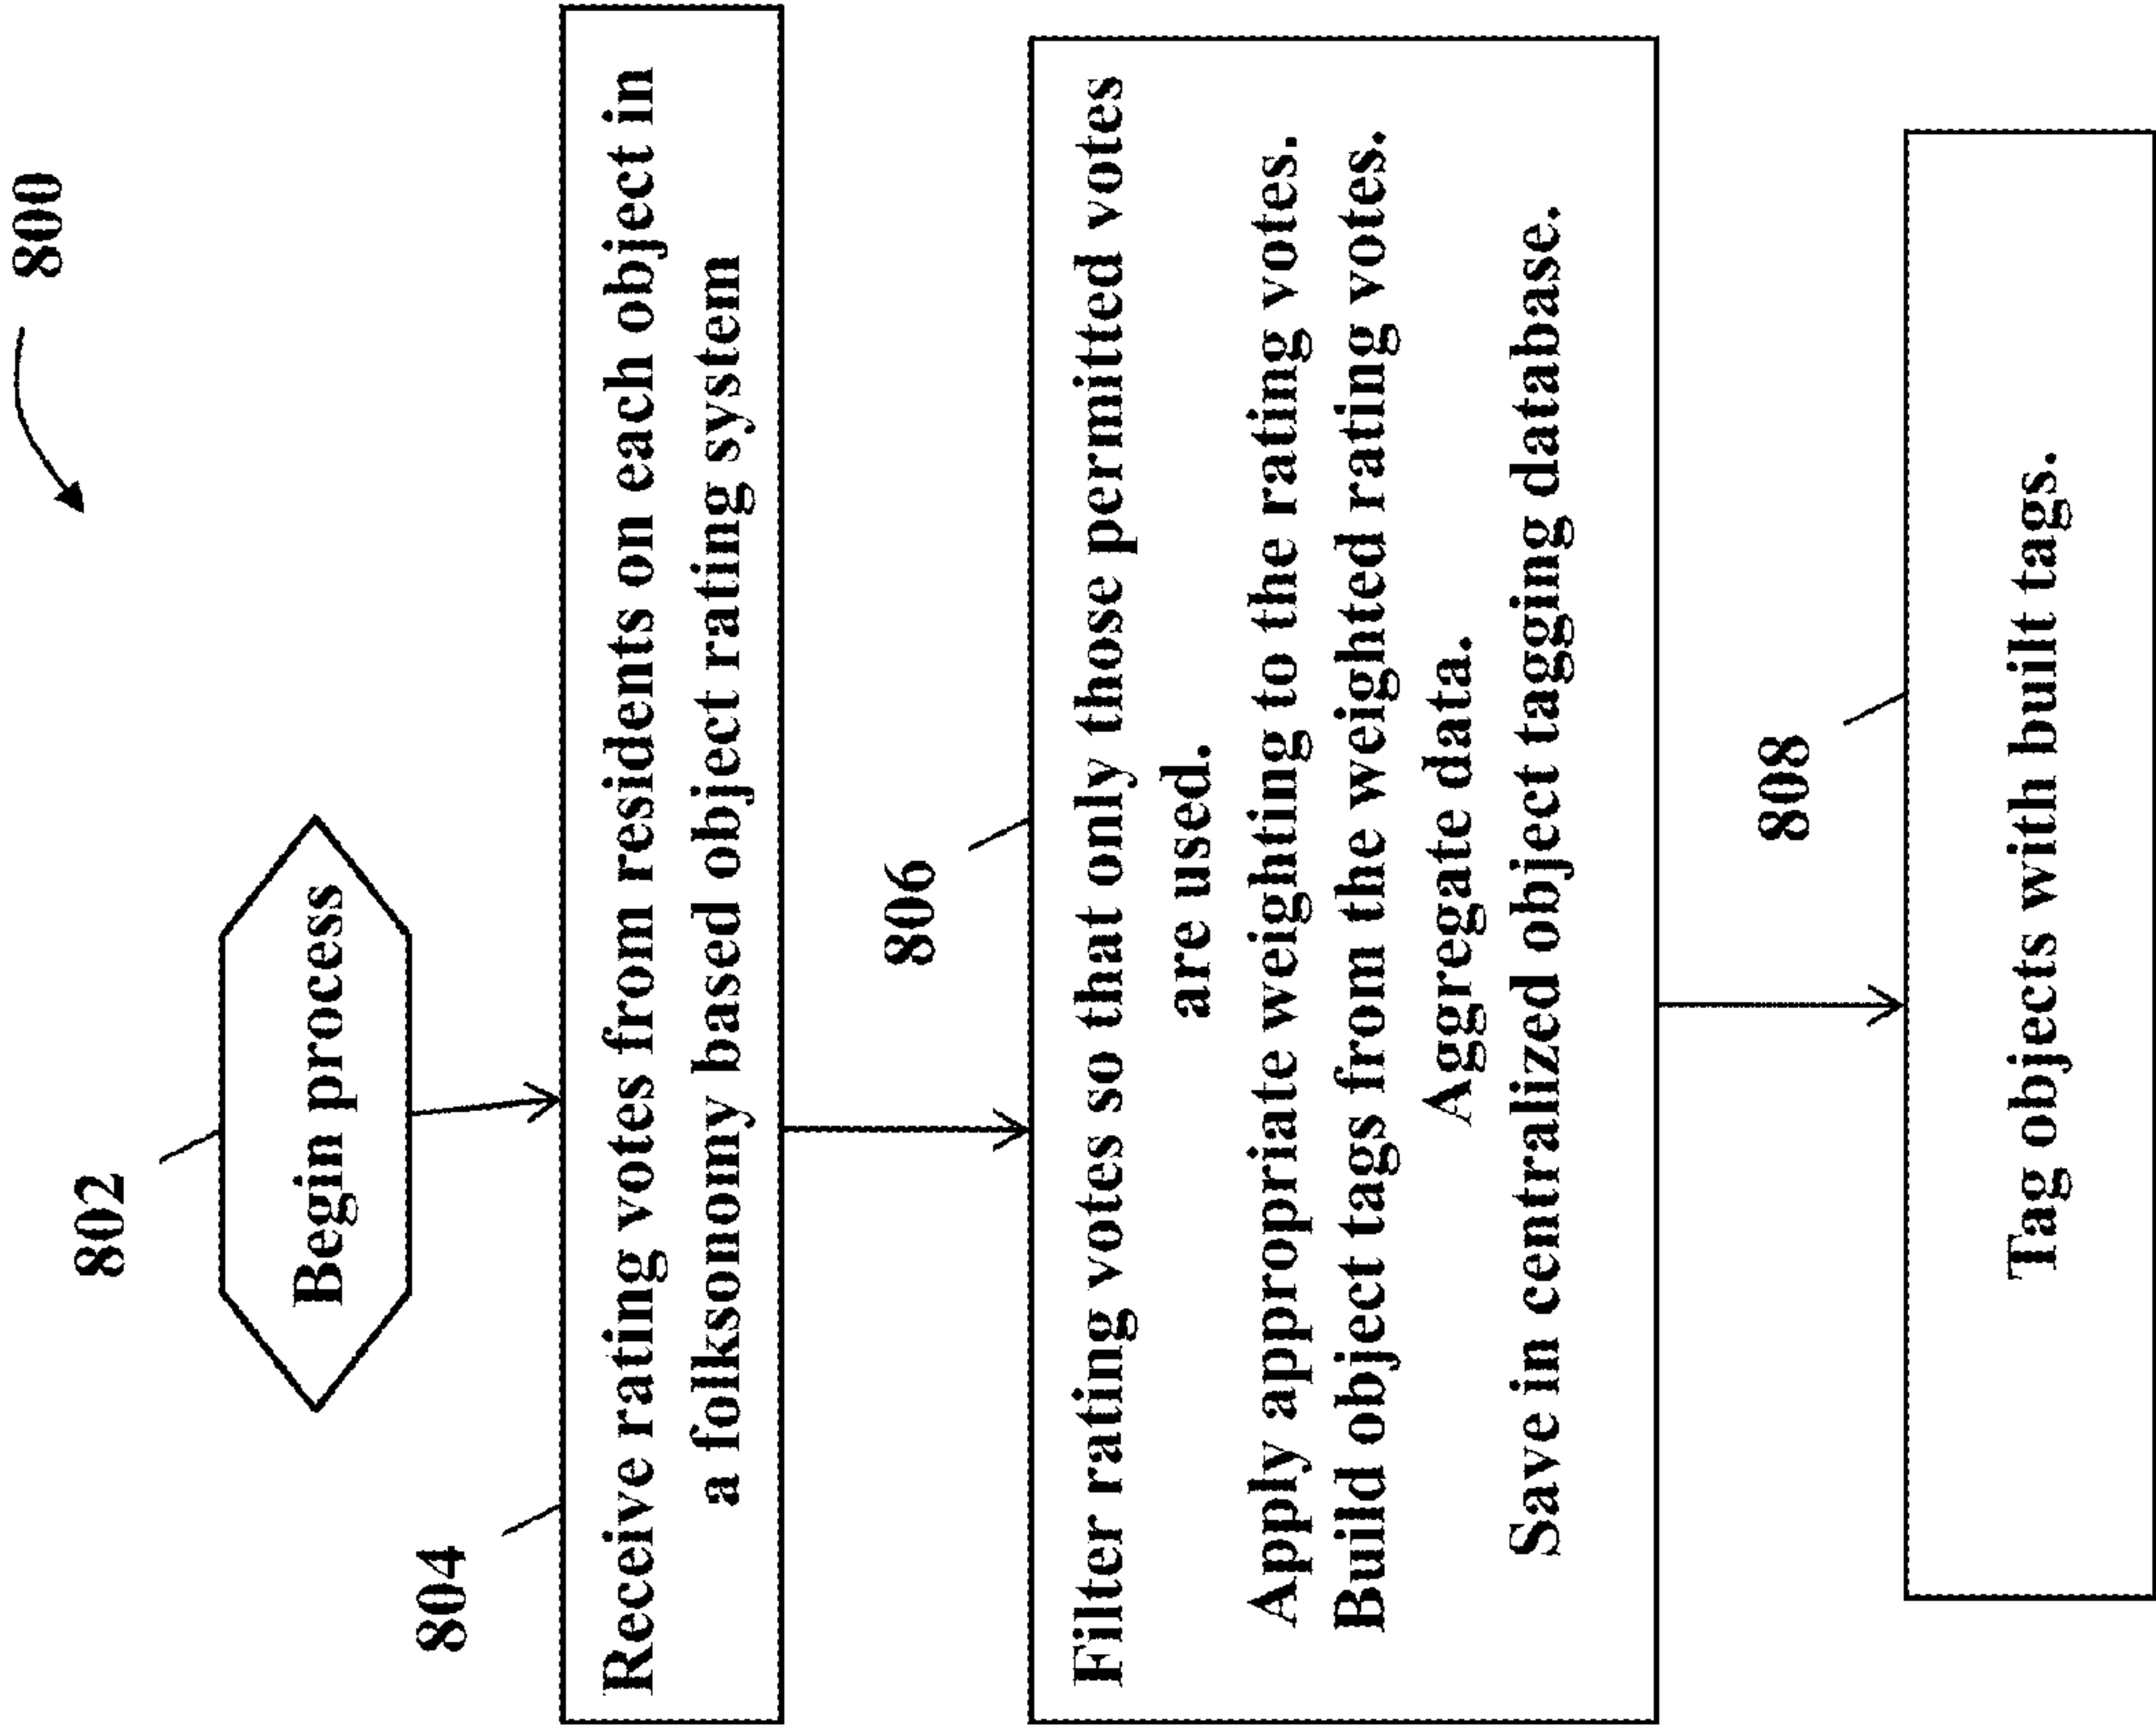 800
802
Begin process
804
Receive rating votes from residents on each object in
a folksonomy based object rating system
806
Filter rating votes so that only those permitted votes
are used.
Apply appropriate weighting to the rating votes.
Build object tags from the weighted rating votes.
Aggregate data.
Save in centralized object tagging database.
808
Tag objects with built tags.